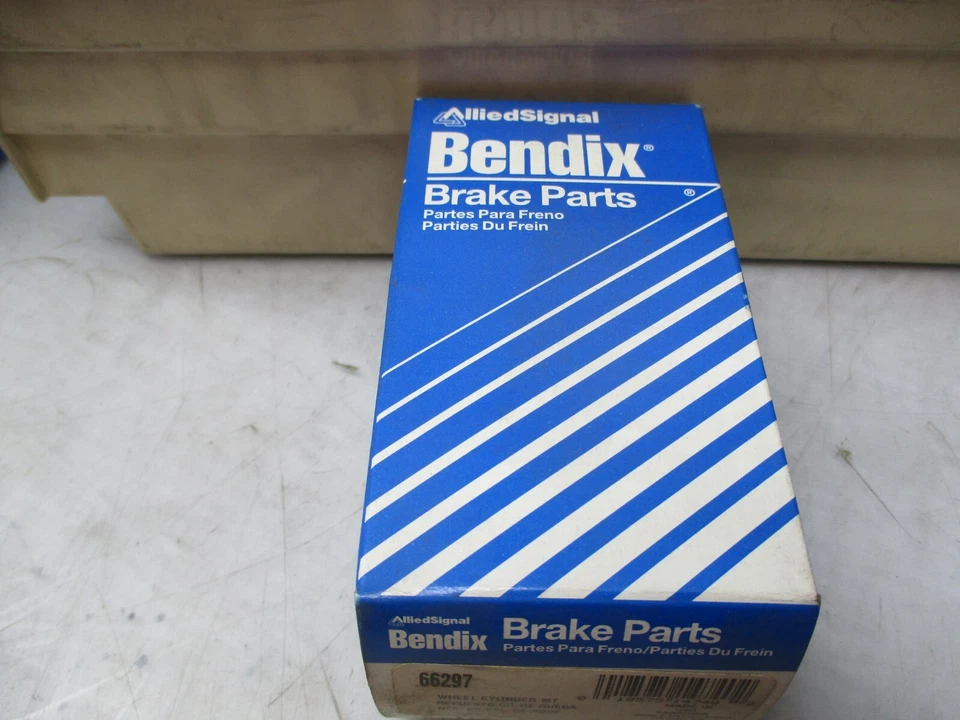 AlliedSignal
Bendix®
Brake Parts ®
Partes Para Freno
Parties Du Frein
AlliedSignal
Bendix Brake Parts
Partes Para Freno/Parties Du Frein
66297
WHEEL CYLINDER KIT